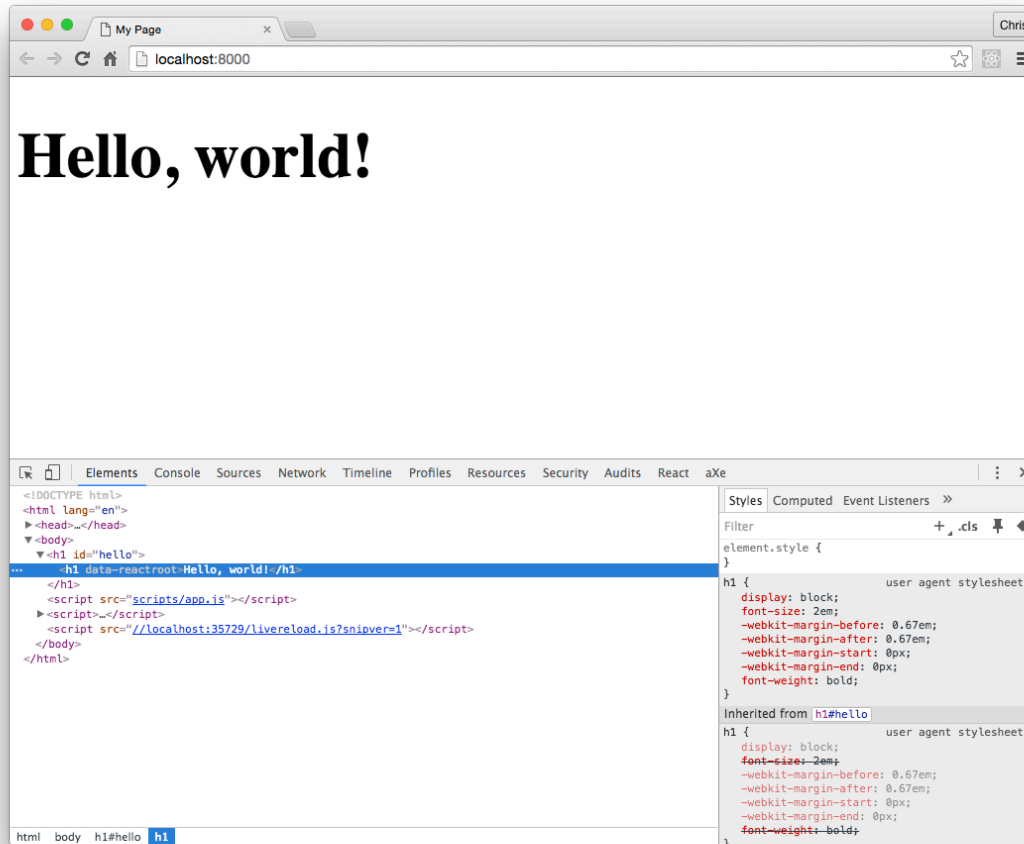 My Page
Chris
localhost:8000
Hello, world!
Elements Console Sources Network Timeline Profiles Resources Security Audits React aXe
<!DOCTYPE html>
<html lang="en">
<head>…</head>
<body>
<h1 id="hello">
<h1 data-reactroot>Hello, world!</h1>
</h1>
<script src="scripts/app.js"></script>
<script>…</script>
<script src="//localhost:35729/livereload.js?snipver=1"></script>
</body>
</html>
html body h1#hello h1
Styles Computed Event Listeners »
Filter + .cls
element.style {
}
h1 { user agent stylesheet
display: block;
font-size: 2em;
-webkit-margin-before: 0.67em;
-webkit-margin-after: 0.67em;
-webkit-margin-start: 0px;
-webkit-margin-end: 0px;
font-weight: bold;
}
Inherited from h1#hello
h1 { user agent stylesheet
display: block;
font-size: 2em;
-webkit-margin-before: 0.67em;
-webkit-margin-after: 0.67em;
-webkit-margin-start: 0px;
-webkit-margin-end: 0px;
font-weight: bold;
}